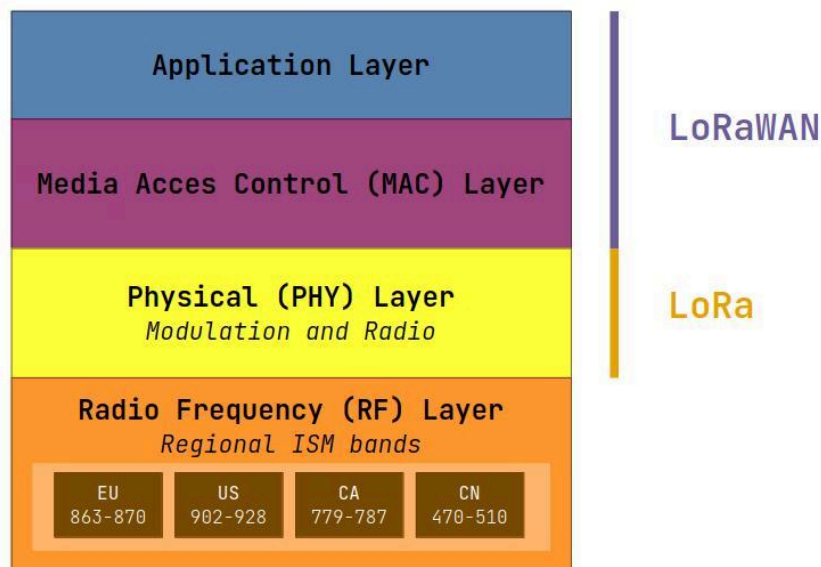 Application Layer
LoRaWAN
Media Acces Control (MAC) Layer
Physical (PHY) Layer
Modulation and Radio
LoRa
Radio Frequency (RF) Layer
Regional ISM bands
EU
863-870
US
902-928
CA
779-787
CN
470-510